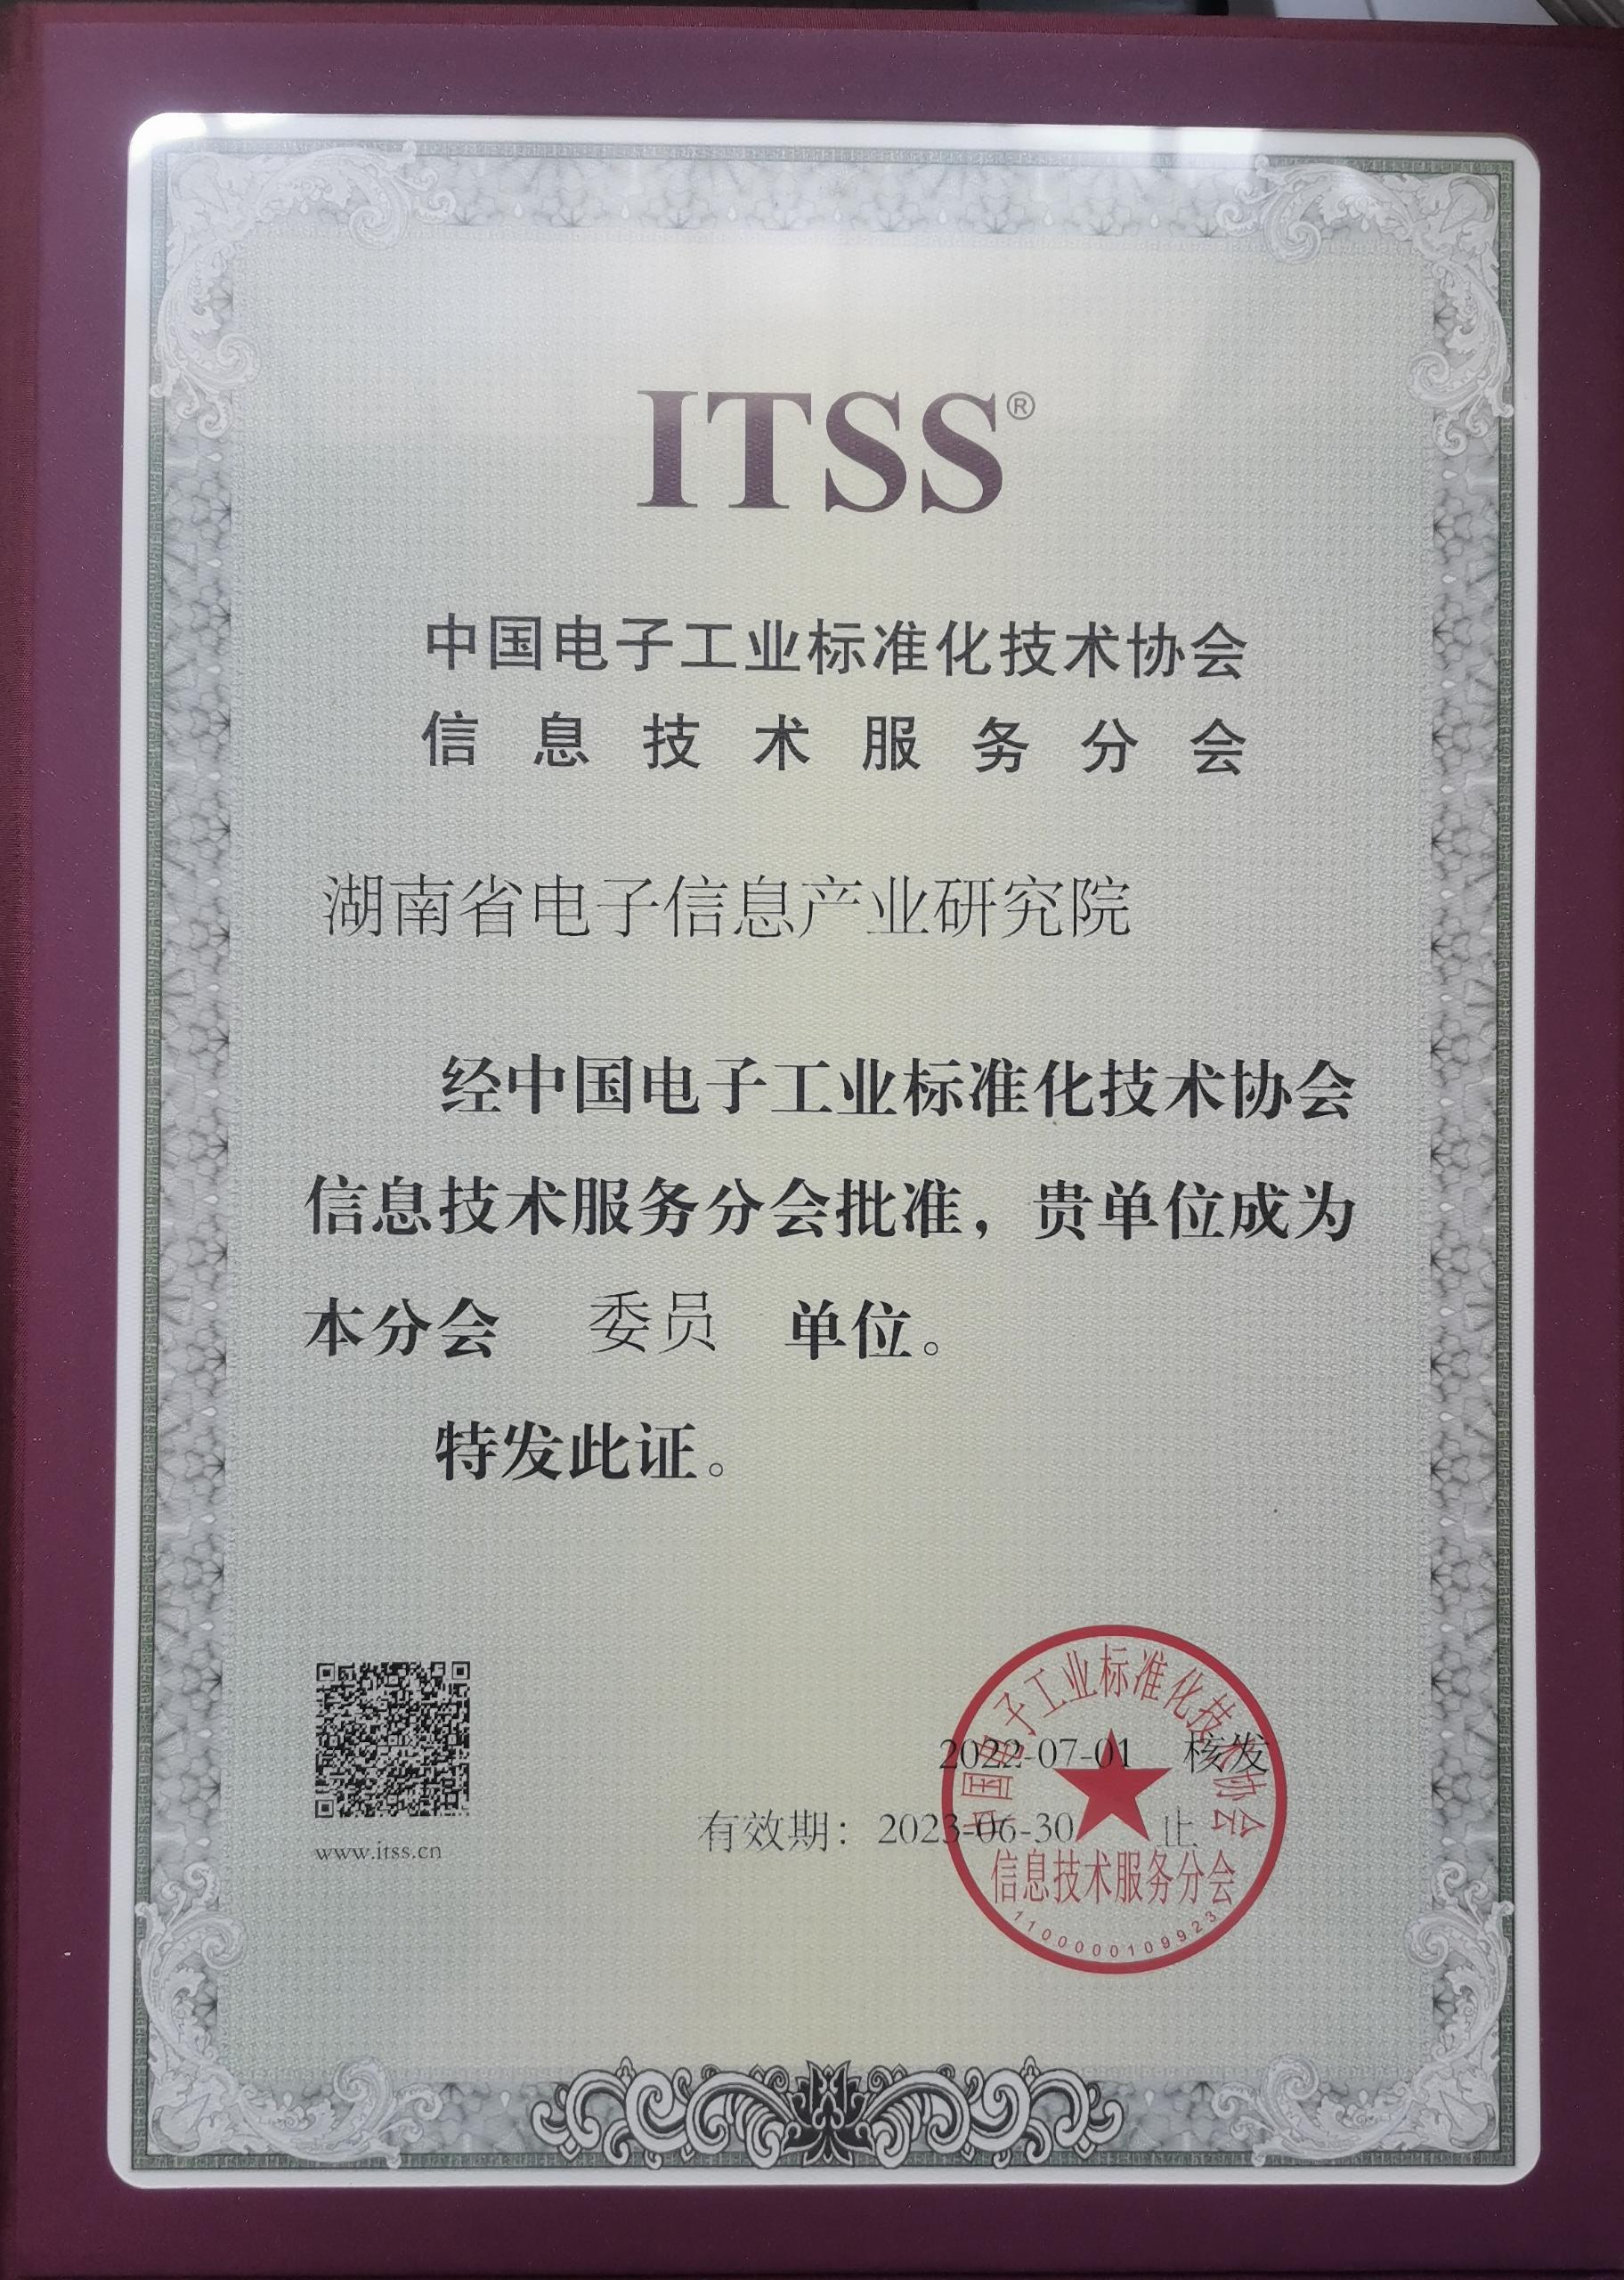 ITSS®
中国电子工业标准化技术协会
信息技术服务分会
湖南省电子信息产业研究院
经中国电子工业标准化技术协会
信息技术服务分会批准，贵单位成为
本分会 委员 单位。
特发此证。
2022-07-01 核发
有效期：2023-06-30 止
www.itss.cn
中国电子工业标准化技术协会
信息技术服务分会
1100000109923